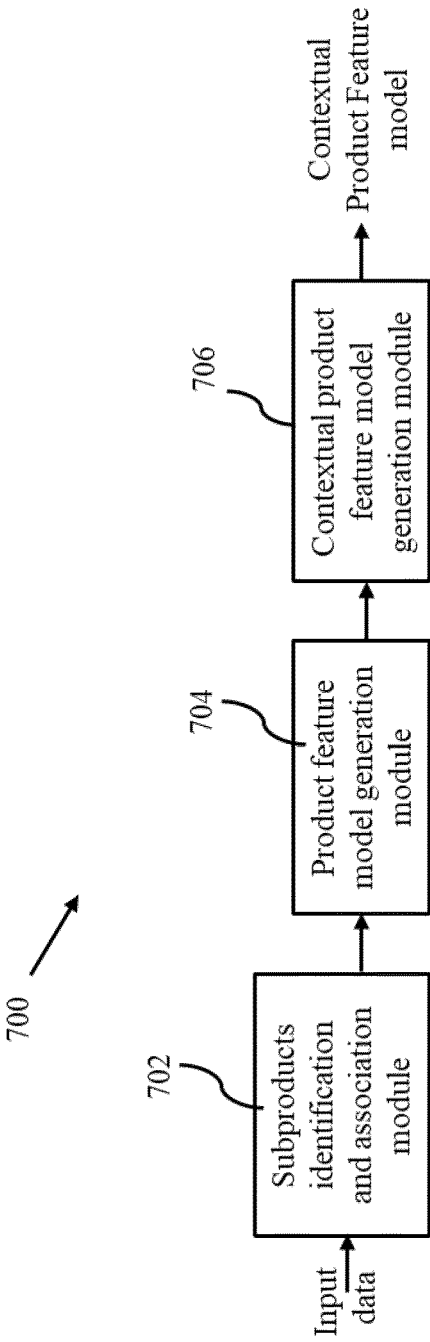 700
702
704
706
Input
data
Subproducts
identification
and association
module
Product feature
model generation
module
Contextual product
feature model
generation module
Contextual
Product Feature
model